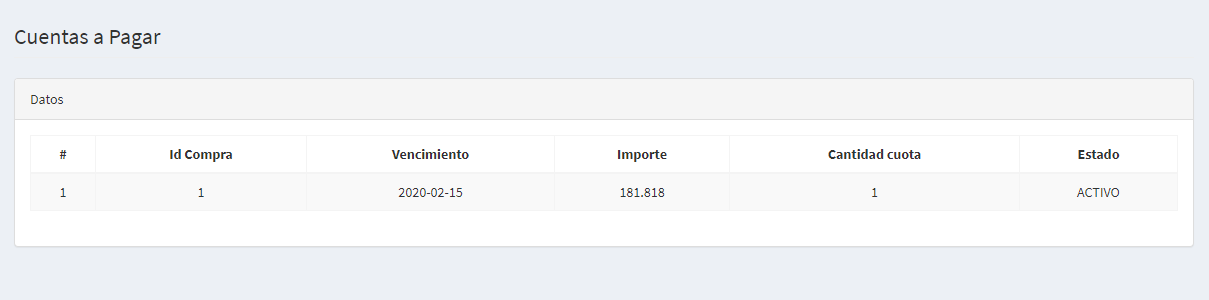 Cuentas a Pagar
Datos
# Id Compra Vencimiento Importe Cantidad cuota Estado
1 1 2020-02-15 181.818 1 ACTIVO